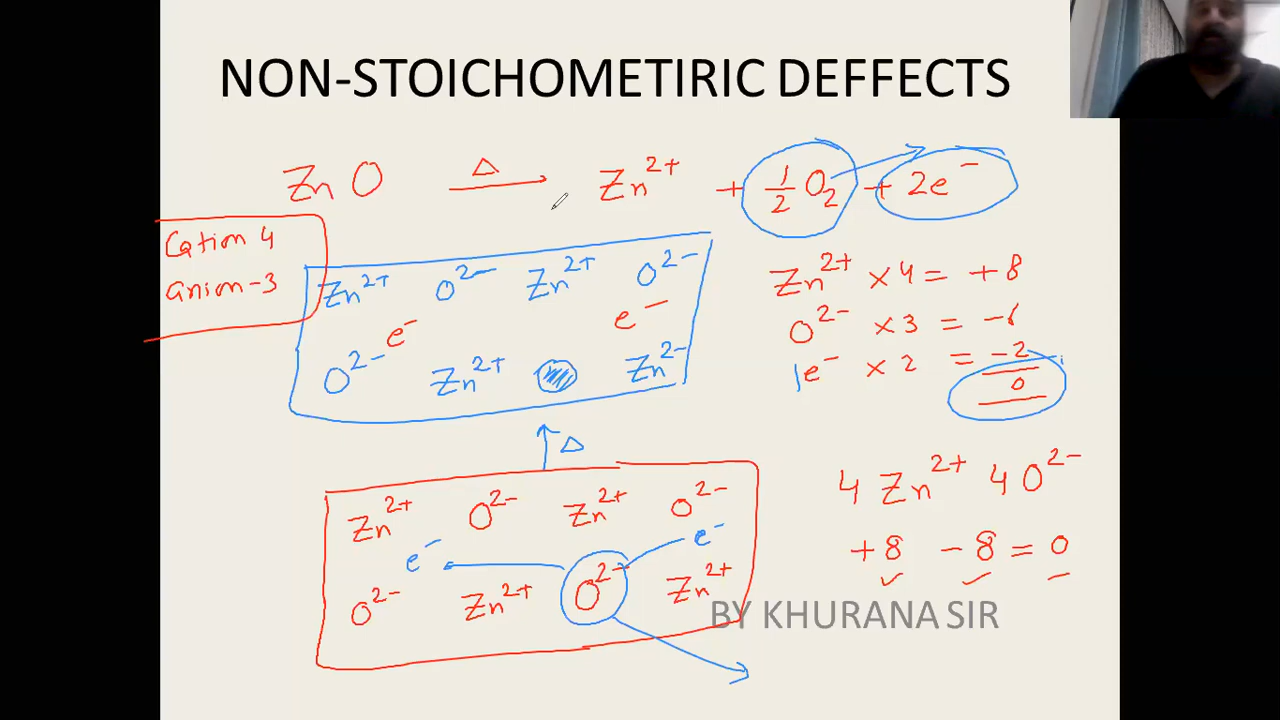 NON-STOICHOMETIRIC DEFFECTS
Zn O Δ → Zn²⁺ + ½ O₂ + 2e⁻
Cation 4
anion-3
Zn²⁺ O²⁻ Zn²⁺ O²⁻
e⁻ e⁻
O²⁻ Zn²⁺ Zn²⁻
Zn²⁺ × 4 = +8
O²⁻ × 3 = -6
1e⁻ × 2 = -2
0
Δ
Zn²⁺ O²⁻ Zn²⁺ O²⁻
e⁻ e⁻
O²⁻ Zn²⁺ O²⁻ Zn²⁺
4 Zn²⁺ 4 O²⁻
+8 -8 = 0
BY KHURANA SIR